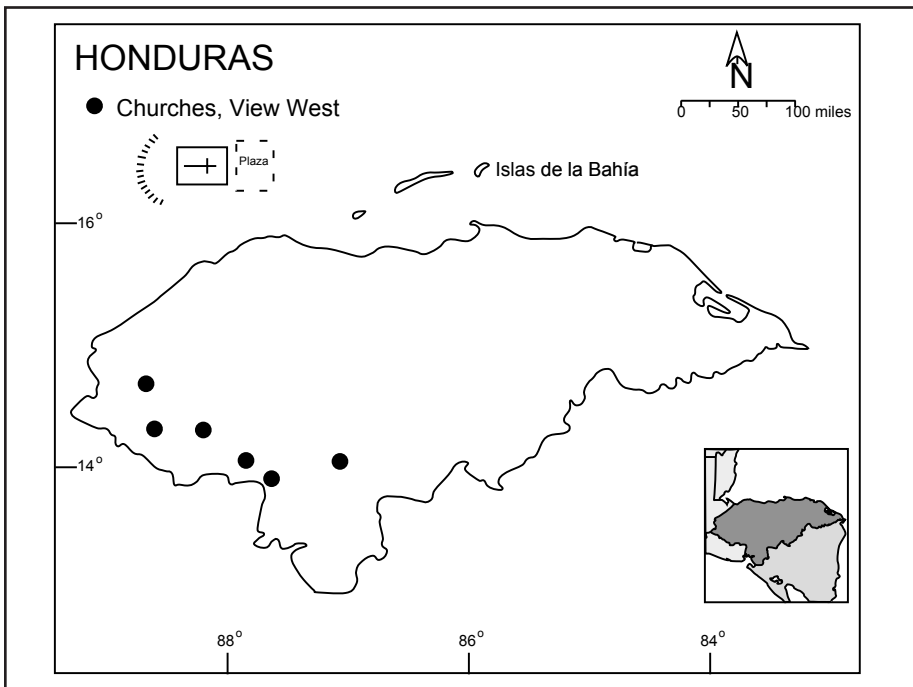 HONDURAS
Churches, View West
Plaza
N
0 50 100 miles
Islas de la Bahía
16°
14°
88° 86° 84°